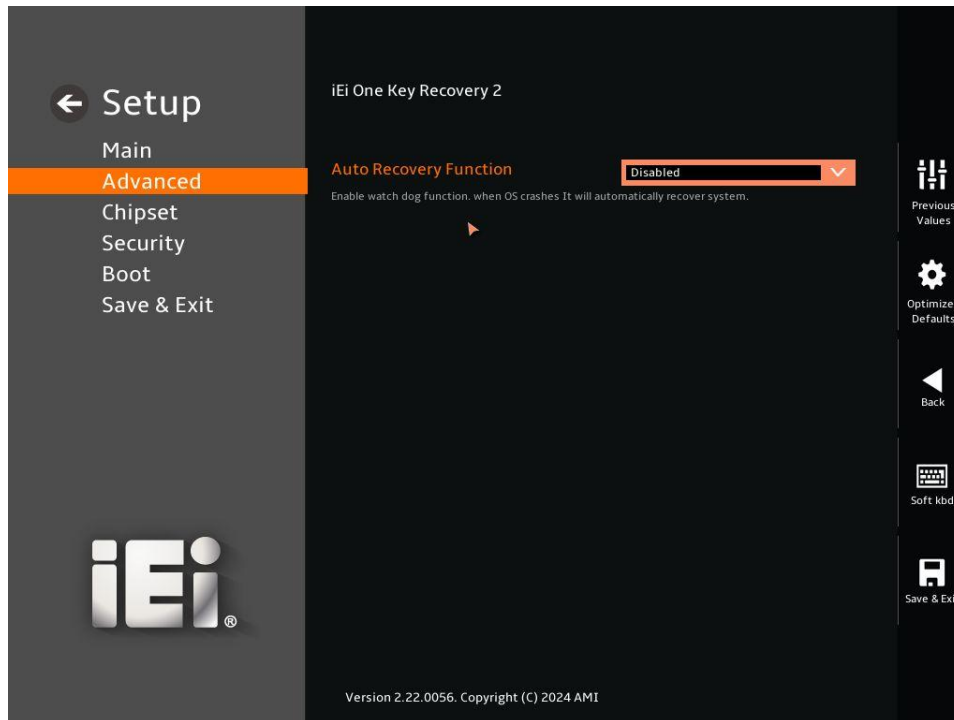 Setup
Main
Advanced
Chipset
Security
Boot
Save & Exit
iEi®
iEi One Key Recovery 2
Auto Recovery Function
Disabled
Enable watch dog function. when OS crashes It will automatically recover system.
Version 2.22.0056. Copyright (C) 2024 AMI
Previous
Values
Optimize
Defaults
Back
Soft kbd
Save & Exi